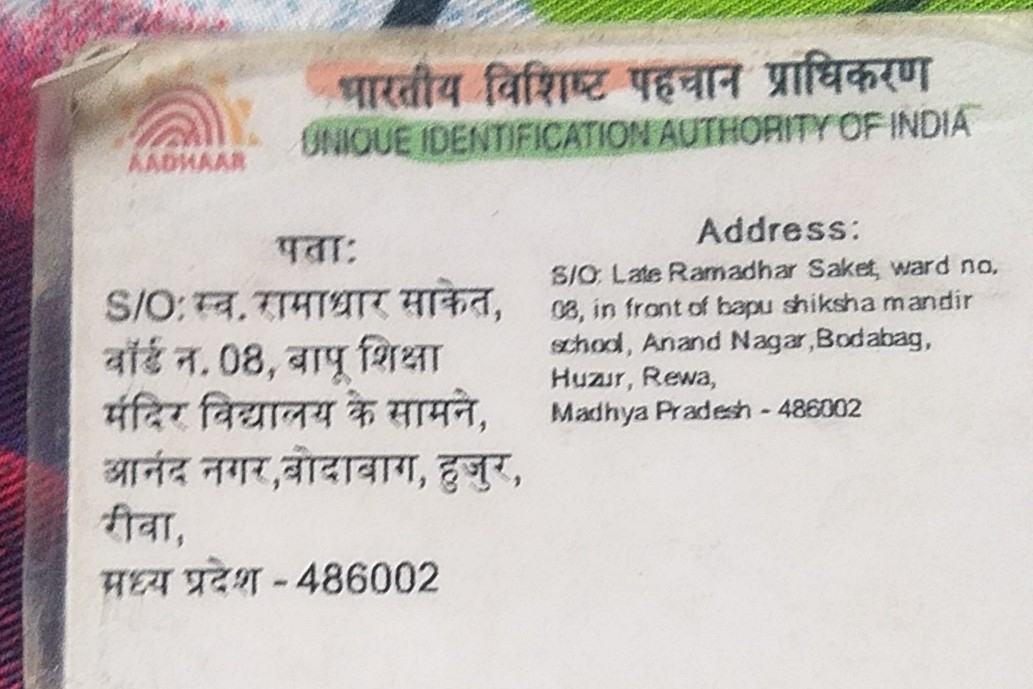 भारतीय विशिष्ट पहचान प्राधिकरण
UNIQUE IDENTIFICATION AUTHORITY OF INDIA
AADHAAR
पता:
S/O: स्व. रामाधार साकेत,
वॉर्ड न. 08, बापू शिक्षा
मंदिर विद्यालय के सामने,
आनंद नगर,बोदाबाग, हुजुर,
रीवा,
मध्य प्रदेश - 486002
Address:
S/O: Late Ramadhar Saket, ward no.
08, in front of bapu shiksha mandir
school, Anand Nagar,Bodabag,
Huzur, Rewa,
Madhya Pradesh - 486002